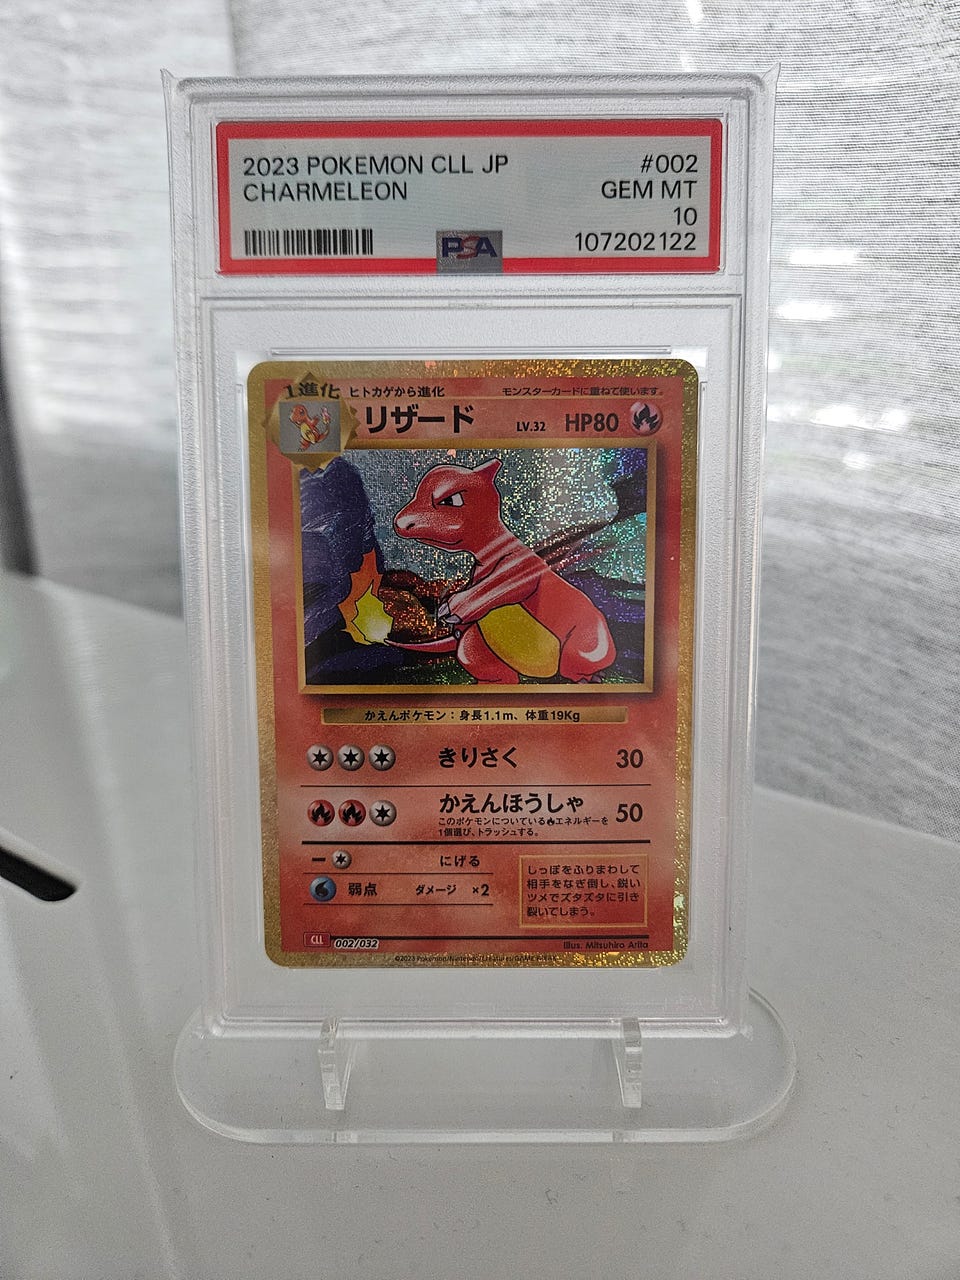 2023 POKEMON CLL JP
#002
CHARMELEON
GEM MT
10
PSA
107202122
1進化
ヒトカゲから進化
モンスターカードに重ねて使います。
リザード
LV.32
HP80
かえんポケモン：身長1.1m、体重19Kg
きりさく
30
かえんほうしゃ
50
このポケモンについている エネルギーを
1個選び、トラッシュする。
にげる
弱点
ダメージ ×2
しっぽをふりまわして
相手をなぎ倒し、鋭い
ツメでズタズタに引き
裂いてしまう。
CLL
002/032
Illus. Mitsuhiro Arita
©2023 Pokémon/Nintendo/Creatures/GAME FREAK